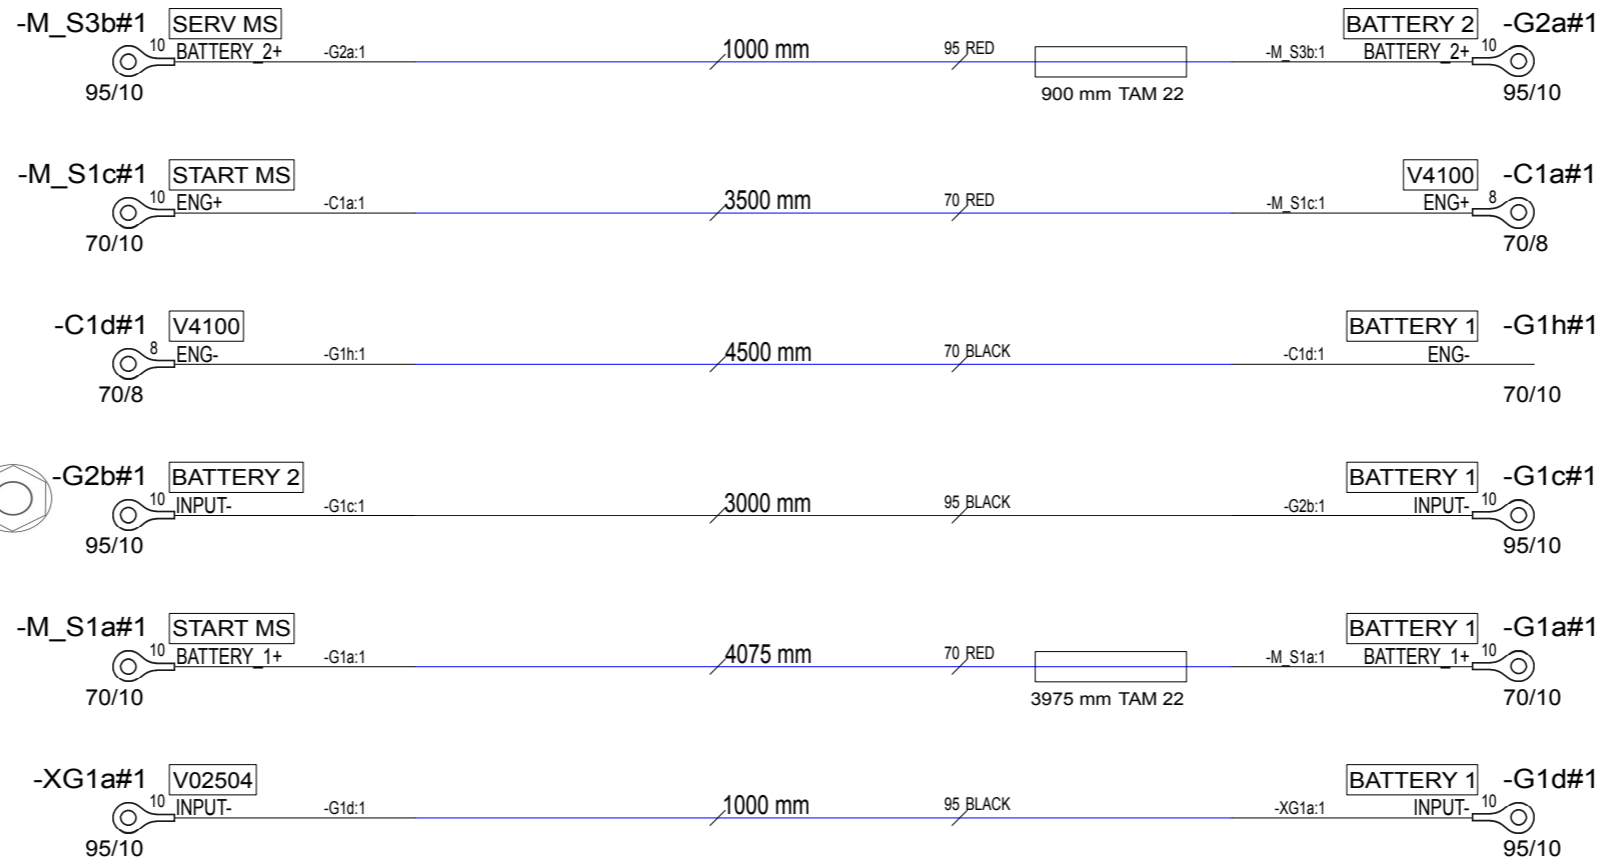 -M_S3b#1 SERV MS BATTERY 2 -G2a#1
10 BATTERY_2+ -G2a:1 1000 mm 95 RED -M_S3b:1 BATTERY_2+ 10
95/10 900 mm TAM 22 95/10
-M_S1c#1 START MS V4100 -C1a#1
10 ENG+ -C1a:1 3500 mm 70 RED -M_S1c:1 ENG+ 8
70/10 70/8
-C1d#1 V4100 BATTERY 1 -G1h#1
8 ENG- -G1h:1 4500 mm 70 BLACK -C1d:1 ENG-
70/8 70/10
-G2b#1 BATTERY 2 BATTERY 1 -G1c#1
10 INPUT- -G1c:1 3000 mm 95 BLACK -G2b:1 INPUT- 10
95/10 95/10
-M_S1a#1 START MS BATTERY 1 -G1a#1
10 BATTERY_1+ -G1a:1 4075 mm 70 RED -M_S1a:1 BATTERY_1+ 10
70/10 3975 mm TAM 22 70/10
-XG1a#1 V02504 BATTERY 1 -G1d#1
10 INPUT- -G1d:1 1000 mm 95 BLACK -XG1a:1 INPUT- 10
95/10 95/10